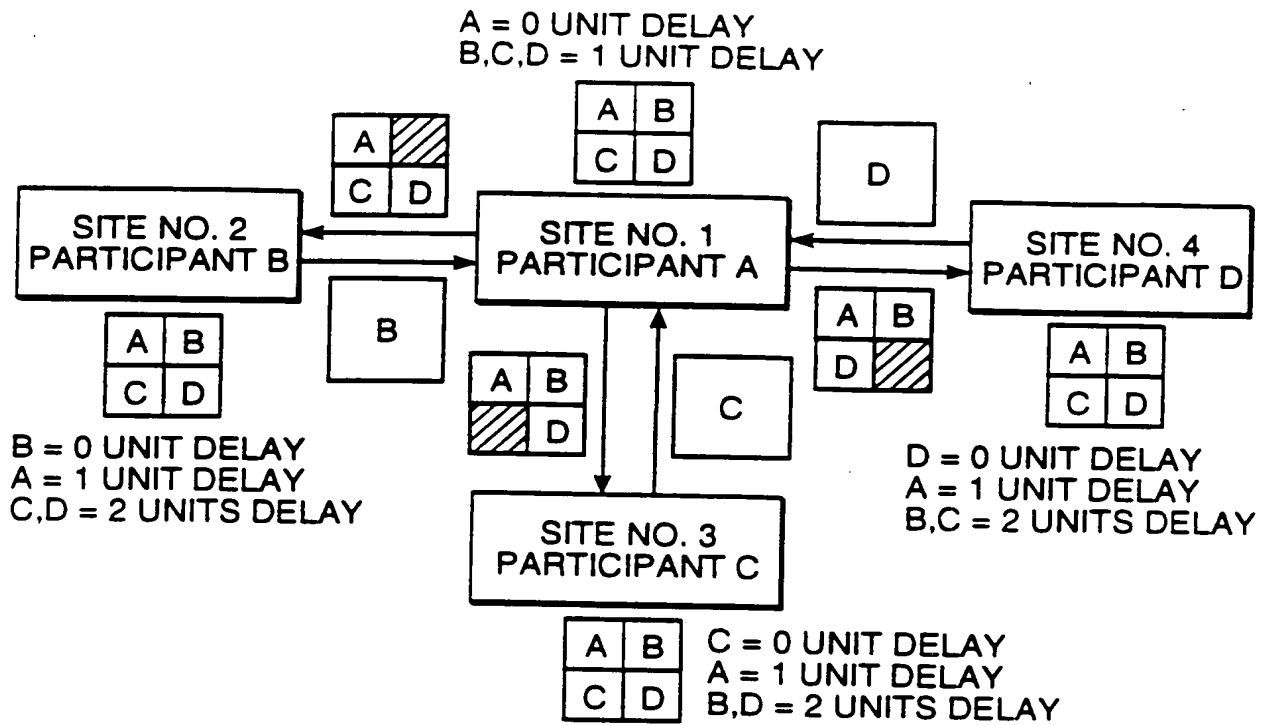 A = 0 UNIT DELAY
B,C,D = 1 UNIT DELAY
A B
C D
A
C D
D
SITE NO. 2
PARTICIPANT B
SITE NO. 1
PARTICIPANT A
SITE NO. 4
PARTICIPANT D
B
A B
D
A B
C D
A B
D
C
A B
C D
B = 0 UNIT DELAY
A = 1 UNIT DELAY
C,D = 2 UNITS DELAY
D = 0 UNIT DELAY
A = 1 UNIT DELAY
B,C = 2 UNITS DELAY
SITE NO. 3
PARTICIPANT C
A B
C D
C = 0 UNIT DELAY
A = 1 UNIT DELAY
B,D = 2 UNITS DELAY